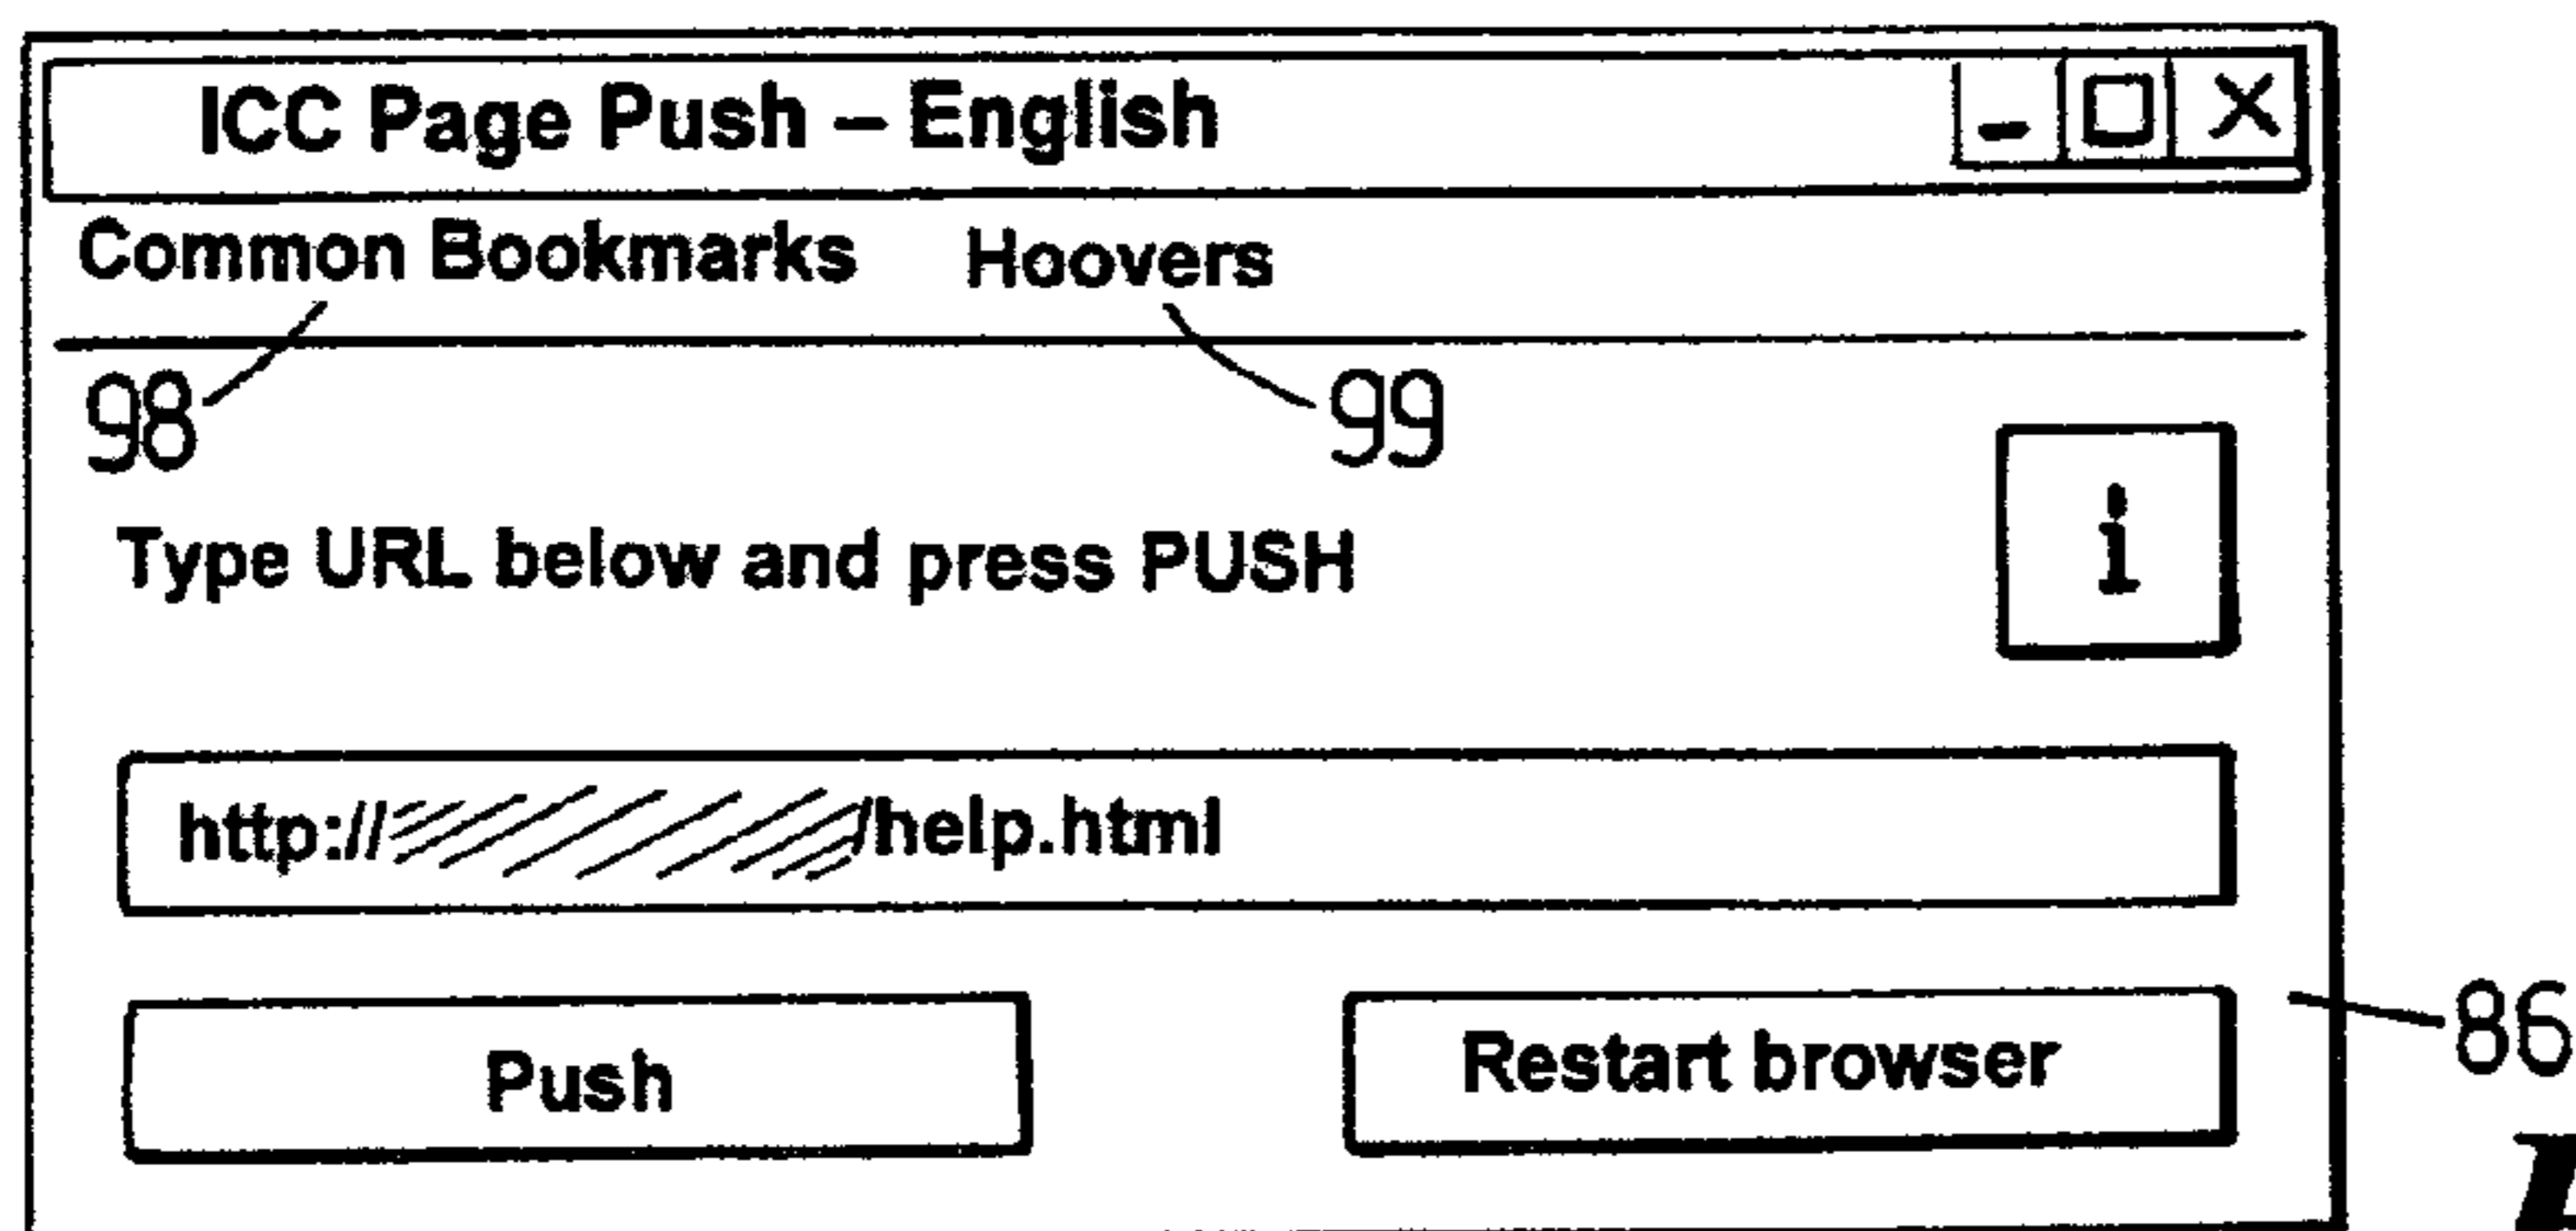 ICC Page Push – English
Common Bookmarks Hoovers
98 99
i
Type URL below and press PUSH
http:// /help.html
Push Restart browser
86